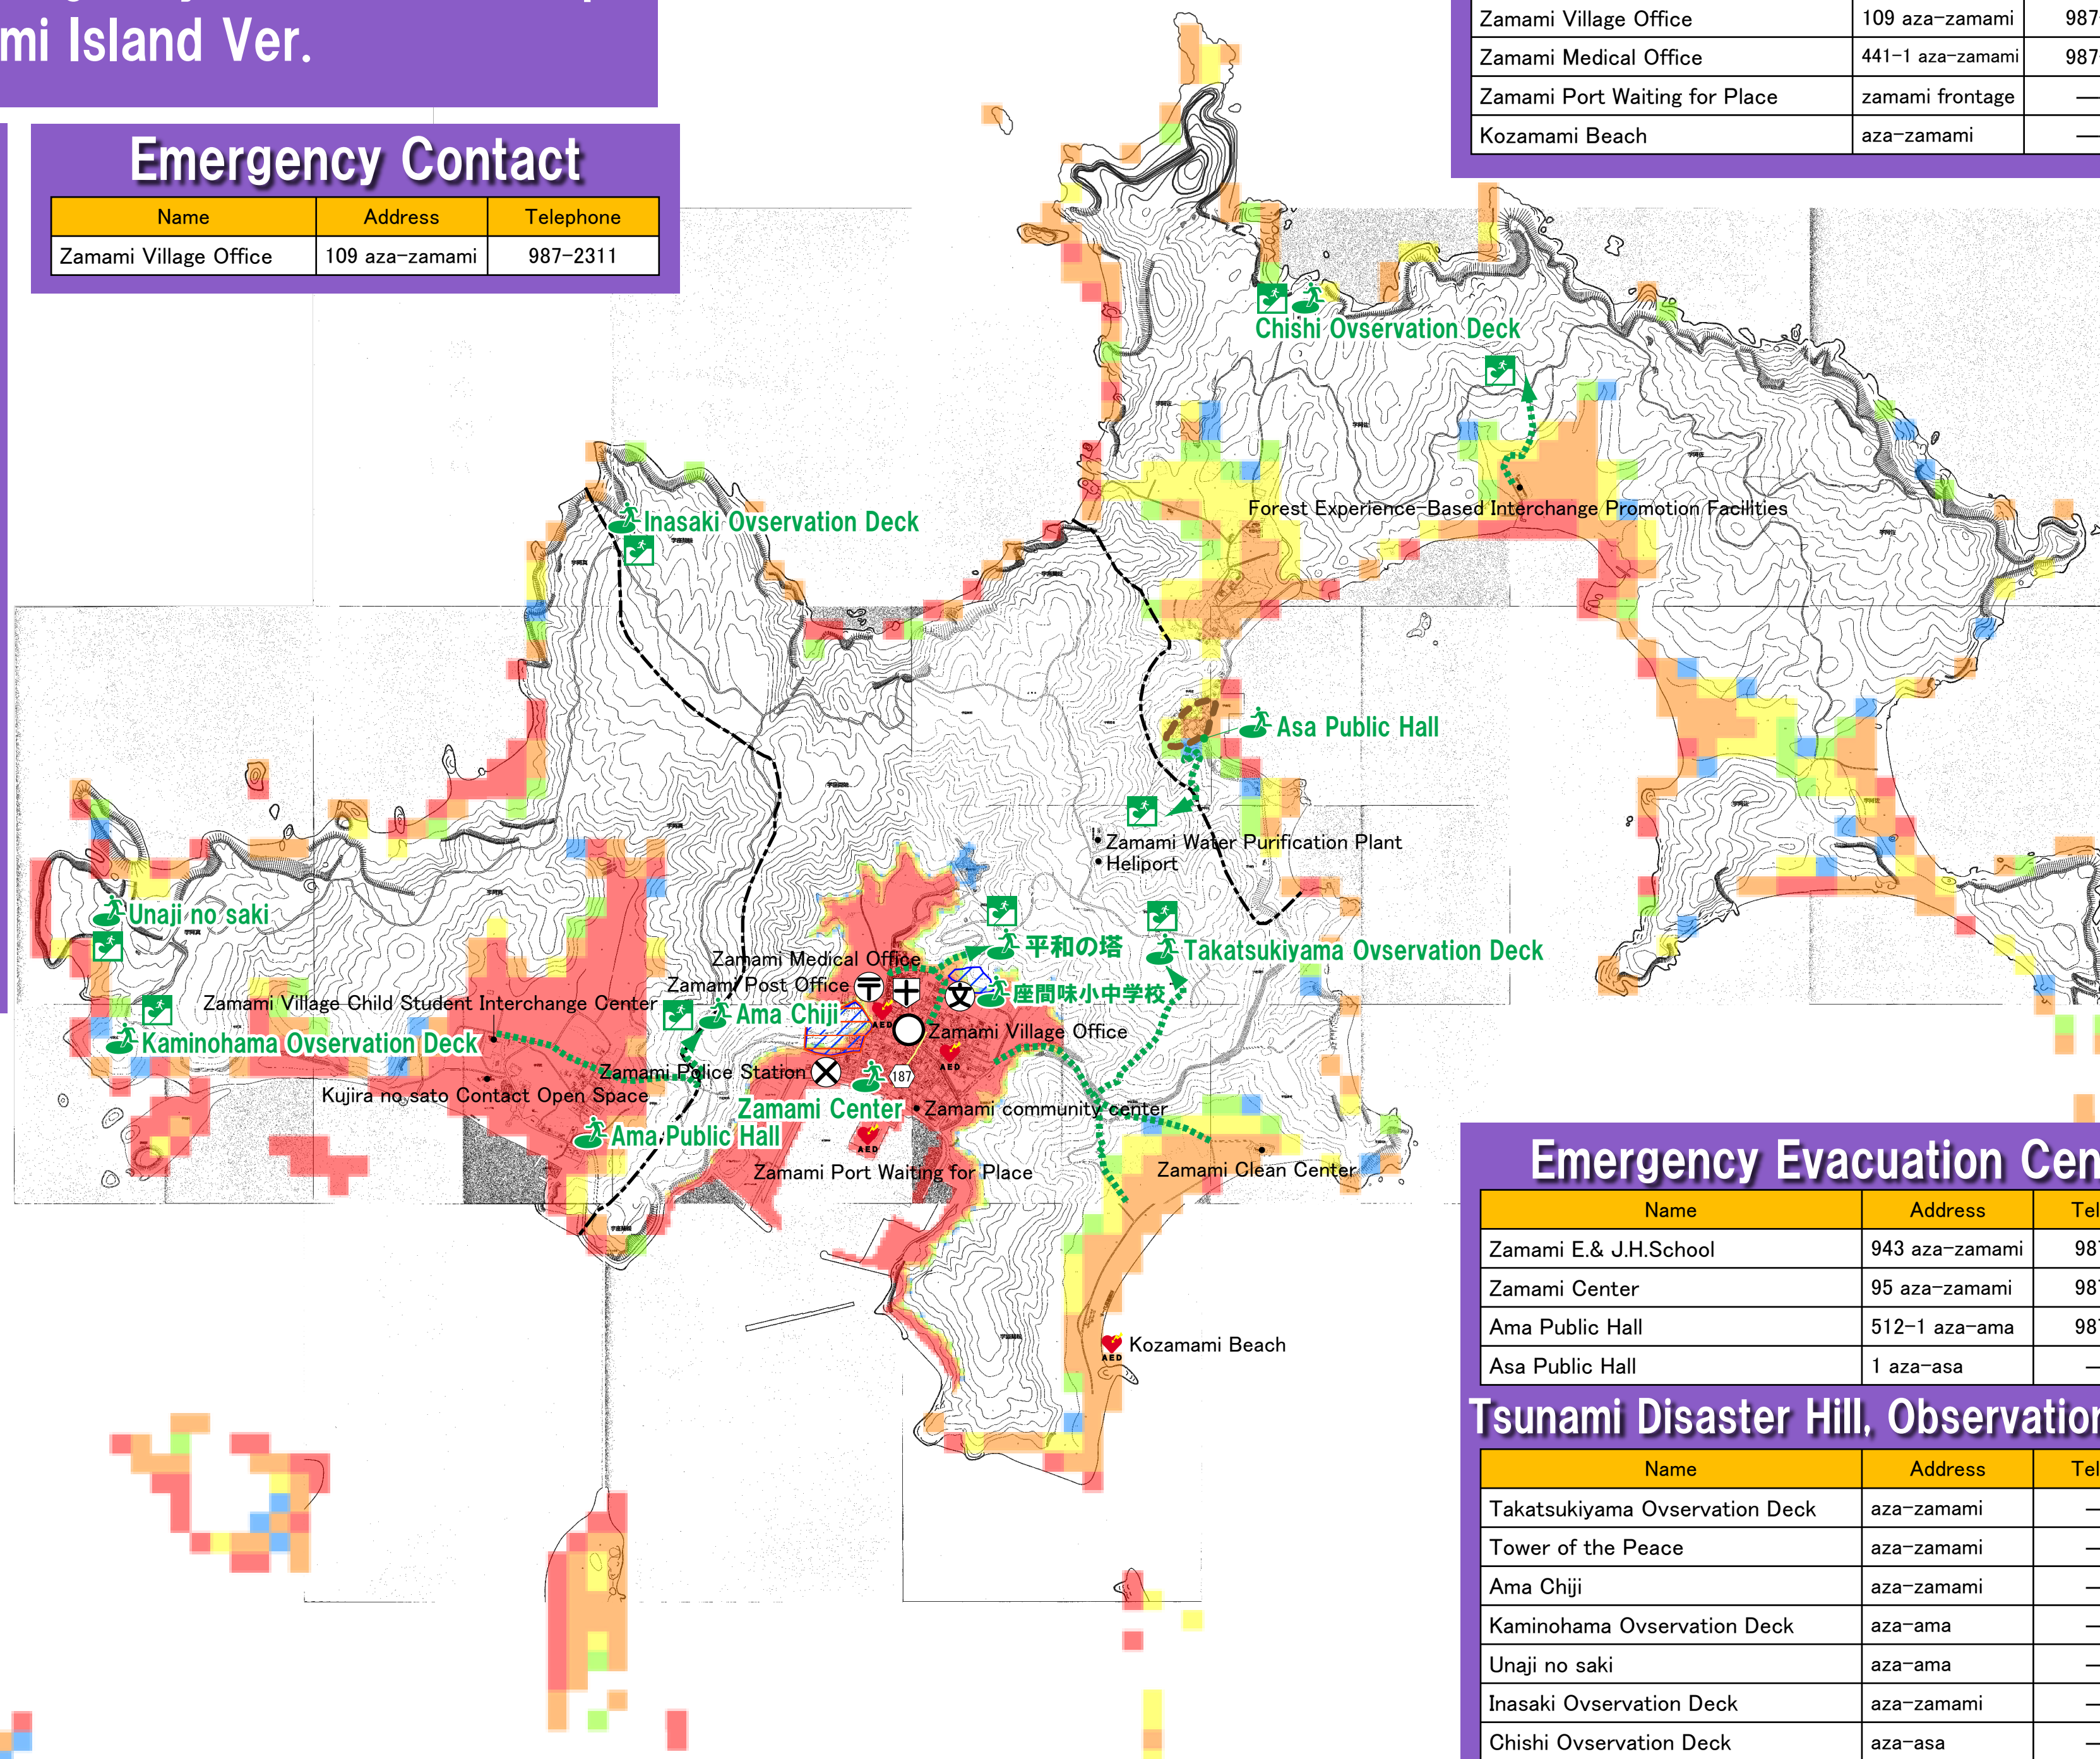 mi Island Ver.
Emergency Contact
Name Address Telephone
Zamami Village Office 109 aza-zamami 987-2311
Zamami Village Office 109 aza-zamami 987
Zamami Medical Office 441-1 aza-zamami 987
Zamami Port Waiting for Place zamami frontage —
Kozamami Beach aza-zamami —
Chishi Ovservation Deck
Inasaki Ovservation Deck
Forest Experience-Based Interchange Promotion Facilities
Asa Public Hall
Zamami Water Purification Plant
Heliport
Unaji no saki
平和の塔
Takatsukiyama Ovservation Deck
Zamami Medical Office
Zamami Post Office
座間味小中学校
文
Zamami Village Child Student Interchange Center
Ama Chiji
AED
Zamami Village Office
Kaminohama Ovservation Deck
AED
Zamami Police Station
187
Kujira no sato Contact Open Space
Zamami Center
Zamami community center
Ama Public Hall
AED
Zamami Port Waiting for Place
Zamami Clean Center
Kozamami Beach
AED
Emergency Evacuation Cen
Name Address Tel
Zamami E.& J.H.School 943 aza-zamami 98
Zamami Center 95 aza-zamami 98
Ama Public Hall 512-1 aza-ama 98
Asa Public Hall 1 aza-asa —
Tsunami Disaster Hill, Observation
Name Address Tel
Takatsukiyama Ovservation Deck aza-zamami —
Tower of the Peace aza-zamami —
Ama Chiji aza-zamami —
Kaminohama Ovservation Deck aza-ama —
Unaji no saki aza-ama —
Inasaki Ovservation Deck aza-zamami —
Chishi Ovservation Deck aza-asa —